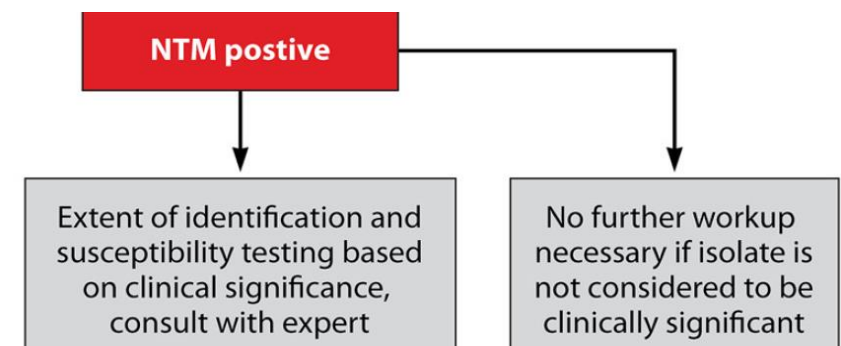 NTM postive
Extent of identification and
susceptibility testing based
on clinical significance,
consult with expert
No further workup
necessary if isolate is
not considered to be
clinically significant